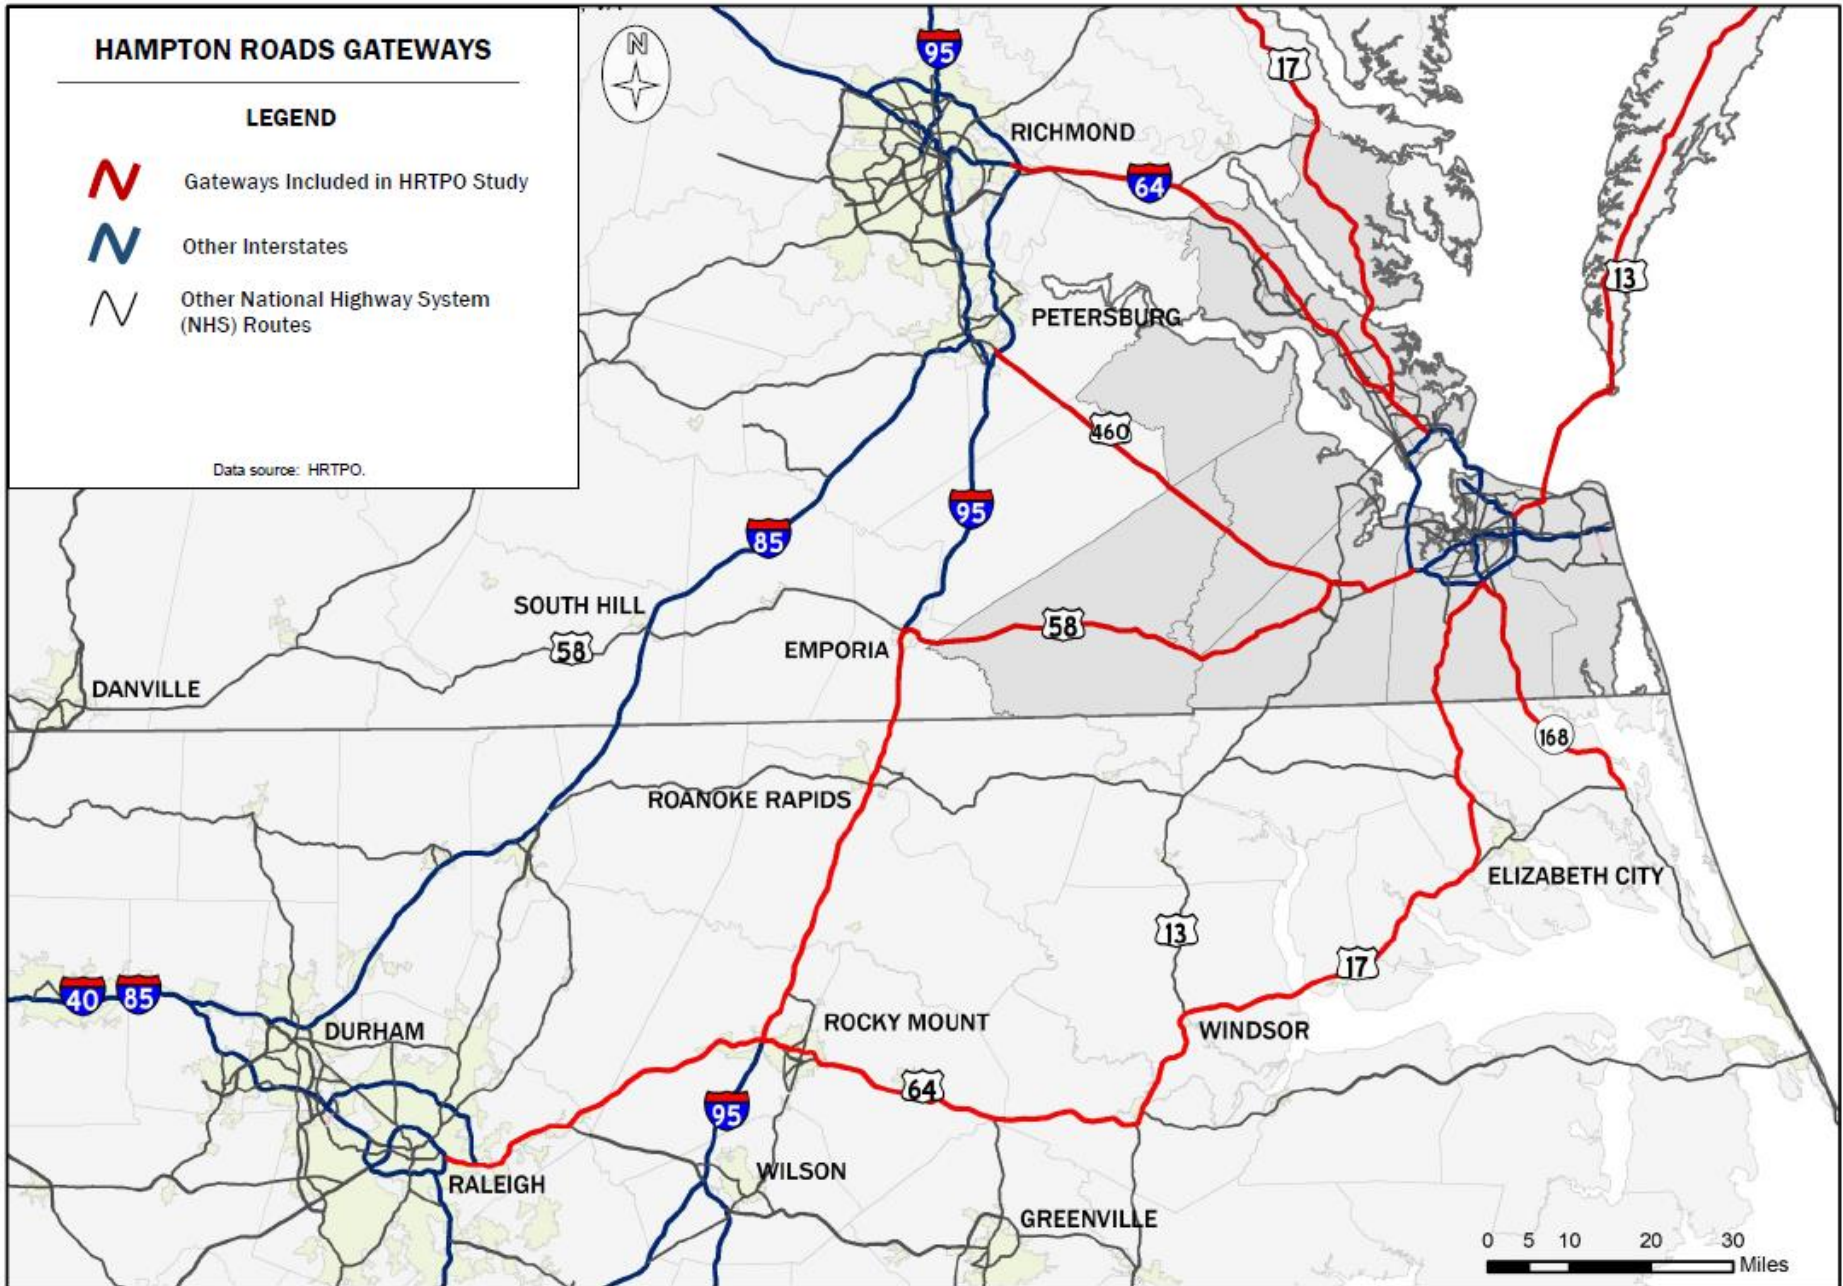 HAMPTON ROADS GATEWAYS
LEGEND
Gateways Included in HRTPO Study
Other Interstates
Other National Highway System
(NHS) Routes
Data source: HRTPO.
N
95
17
RICHMOND
64
13
PETERSBURG
460
95
85
SOUTH HILL
58
EMPORIA
58
DANVILLE
168
ROANOKE RAPIDS
ELIZABETH CITY
13
17
40
85
DURHAM
ROCKY MOUNT
WINDSOR
64
95
RALEIGH
WILSON
GREENVILLE
0 5 10 20 30
Miles